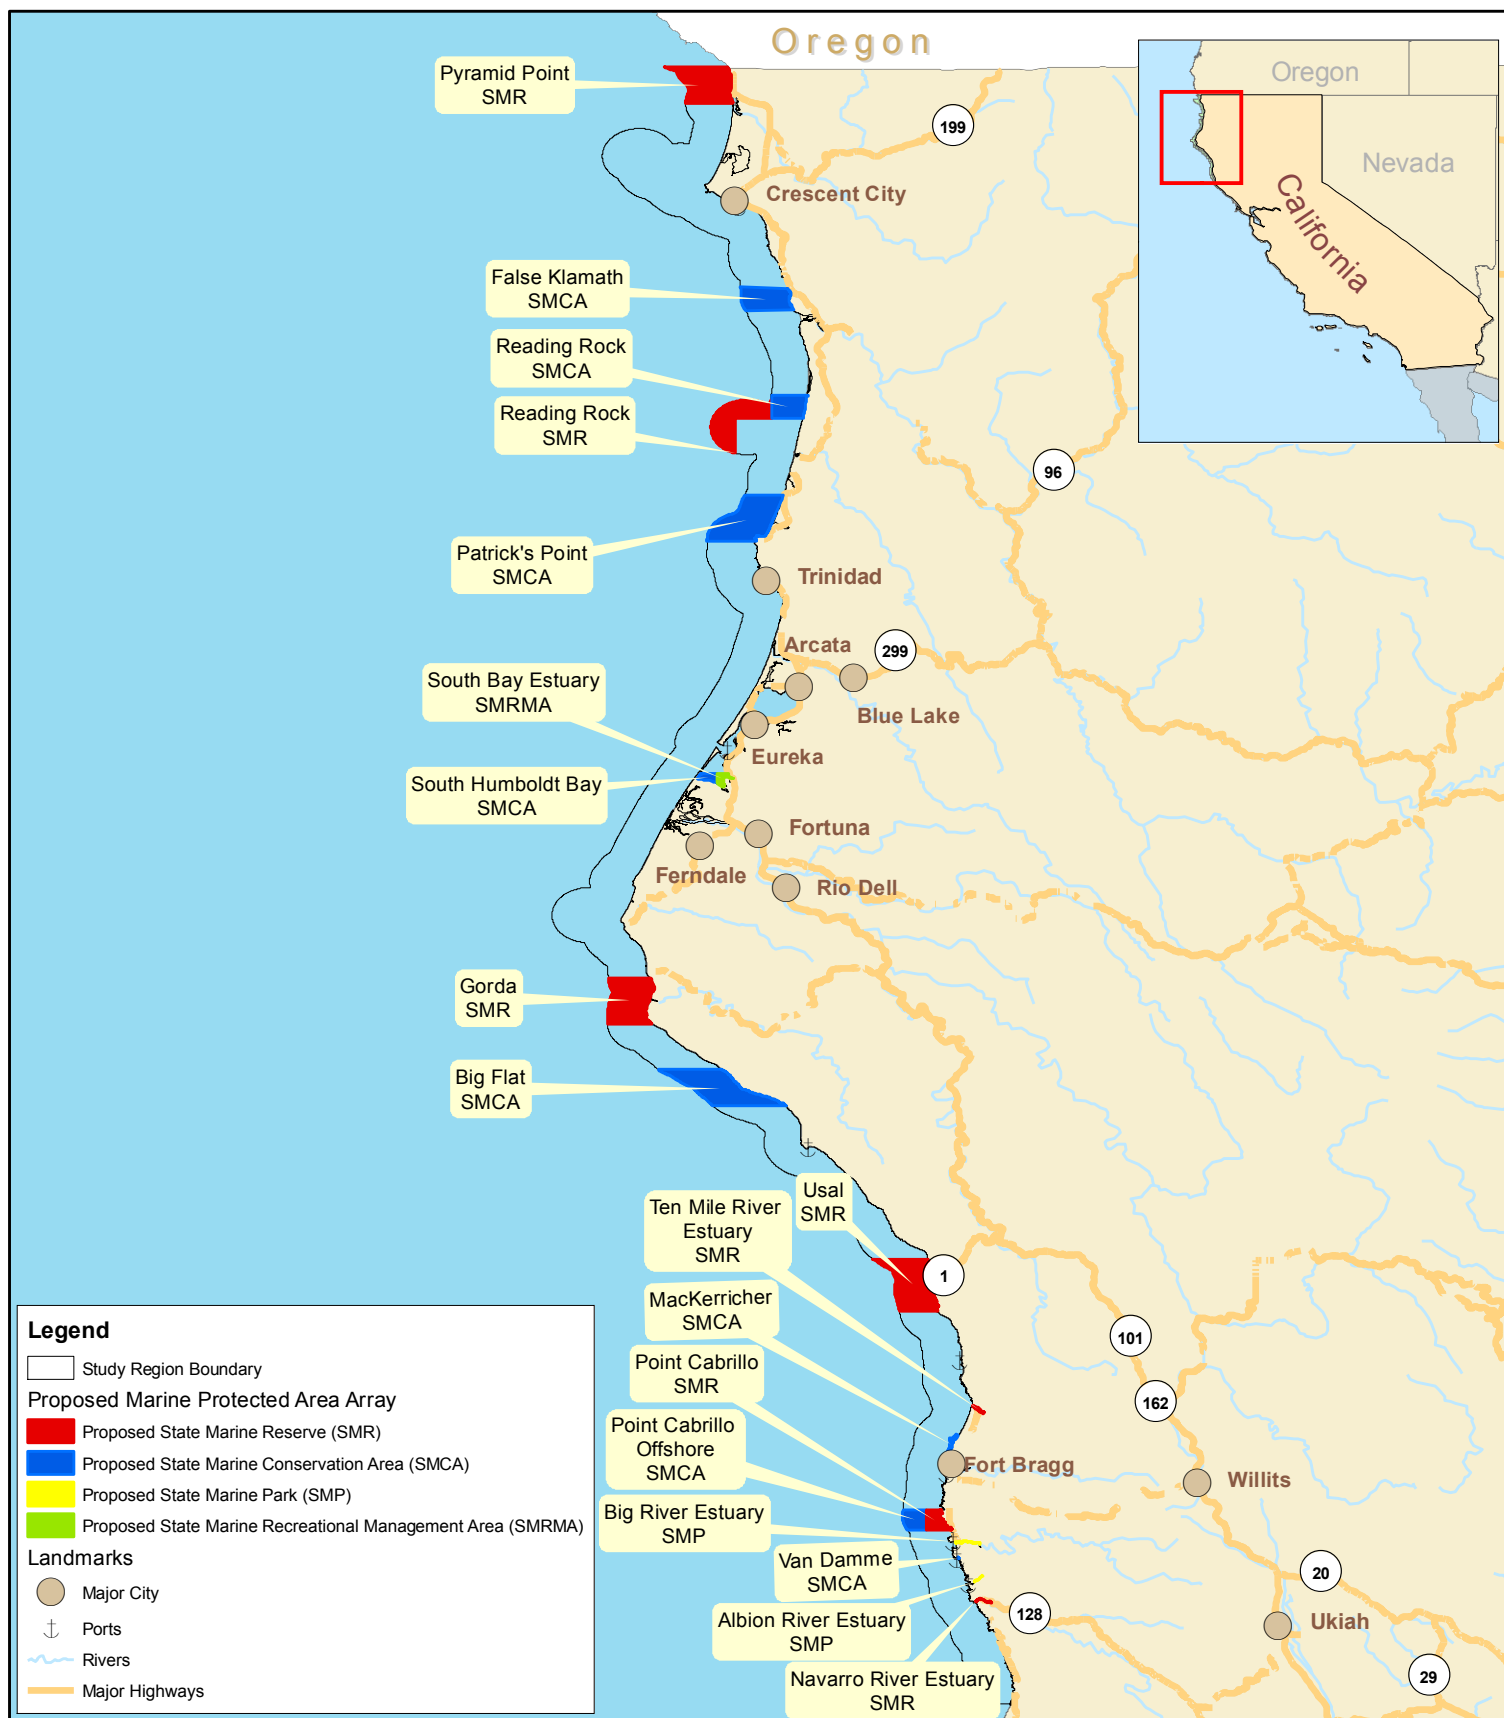 Oregon
Oregon
Nevada
California
Pyramid Point
SMR
199
Crescent City
False Klamath
SMCA
Reading Rock
SMCA
Reading Rock
SMR
96
Patrick's Point
SMCA
Trinidad
Arcata
299
South Bay Estuary
SMRMA
Blue Lake
Eureka
South Humboldt Bay
SMCA
Fortuna
Ferndale
Rio Dell
Gorda
SMR
Big Flat
SMCA
Usal
SMR
Ten Mile River
Estuary
SMR
1
MacKerricher
SMCA
101
Point Cabrillo
SMR
162
Point Cabrillo
Offshore
SMCA
Fort Bragg
Willits
Big River Estuary
SMP
Van Damme
SMCA
20
Albion River Estuary
SMP
128
Ukiah
Navarro River Estuary
SMR
29
Legend
Study Region Boundary
Proposed Marine Protected Area Array
Proposed State Marine Reserve (SMR)
Proposed State Marine Conservation Area (SMCA)
Proposed State Marine Park (SMP)
Proposed State Marine Recreational Management Area (SMRMA)
Landmarks
Major City
Ports
Rivers
Major Highways